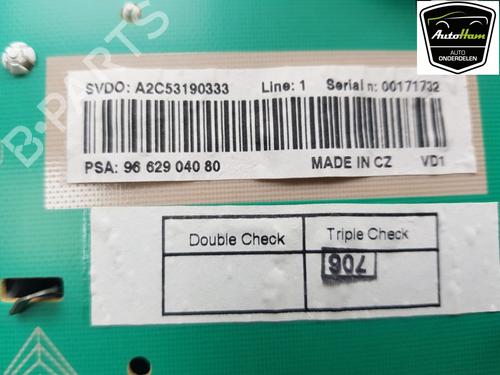 AutoHam
AUTO
ONDERDELEN
SVDO: A2C53190333 Line: 1 Serial n: 00171732
PSA: 96 629 040 80 MADE IN CZ VD1
Double Check Triple Check
706
B-PARTS